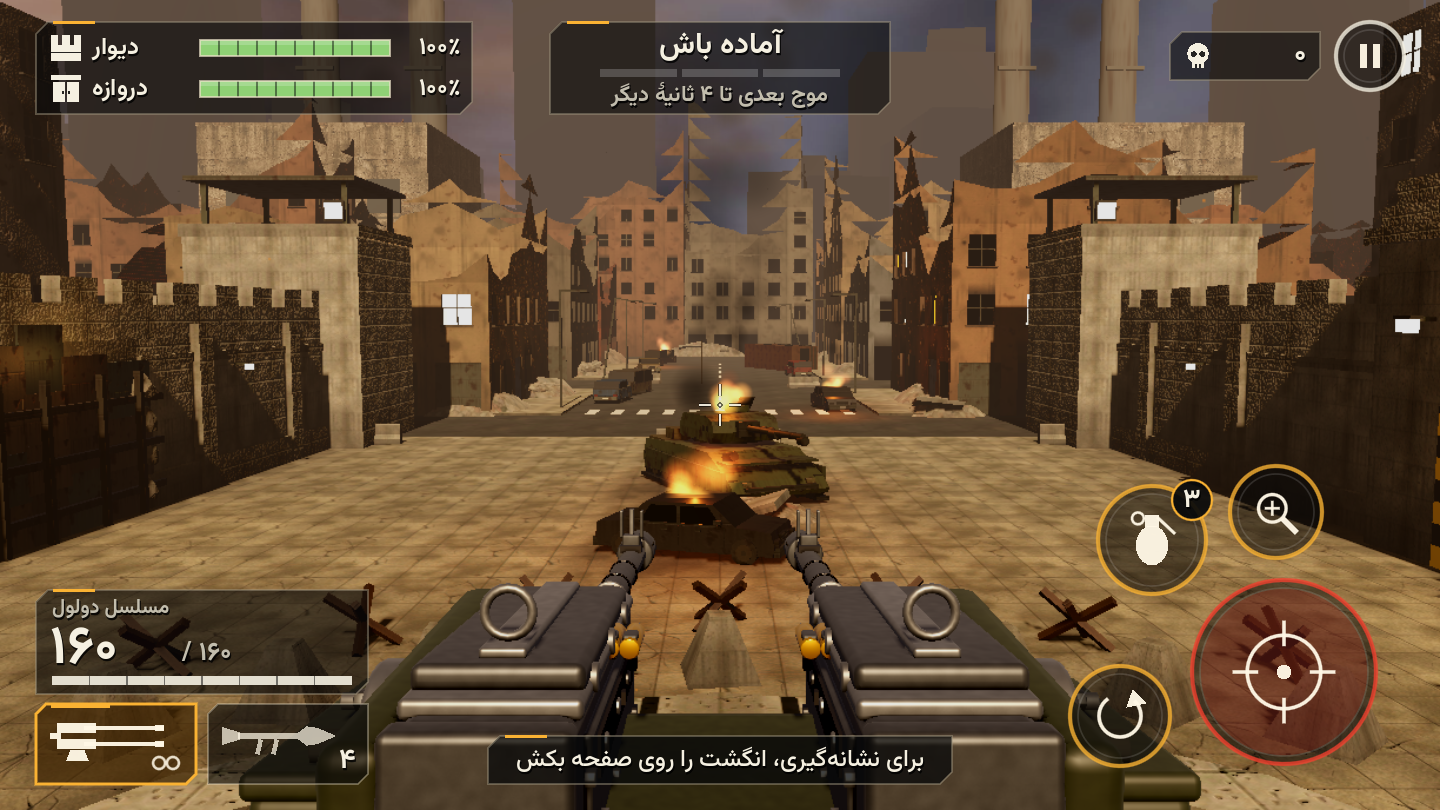 دیوار ۱۰۰٪
دروازه ۱۰۰٪
آماده باش
موج بعدی تا ۴ ثانیهٔ دیگر
۰
۳
مسلسل دولول
۱۶۰ / ۱۶۰
∞
۴
برای نشانه‌گیری، انگشت را روی صفحه بکش